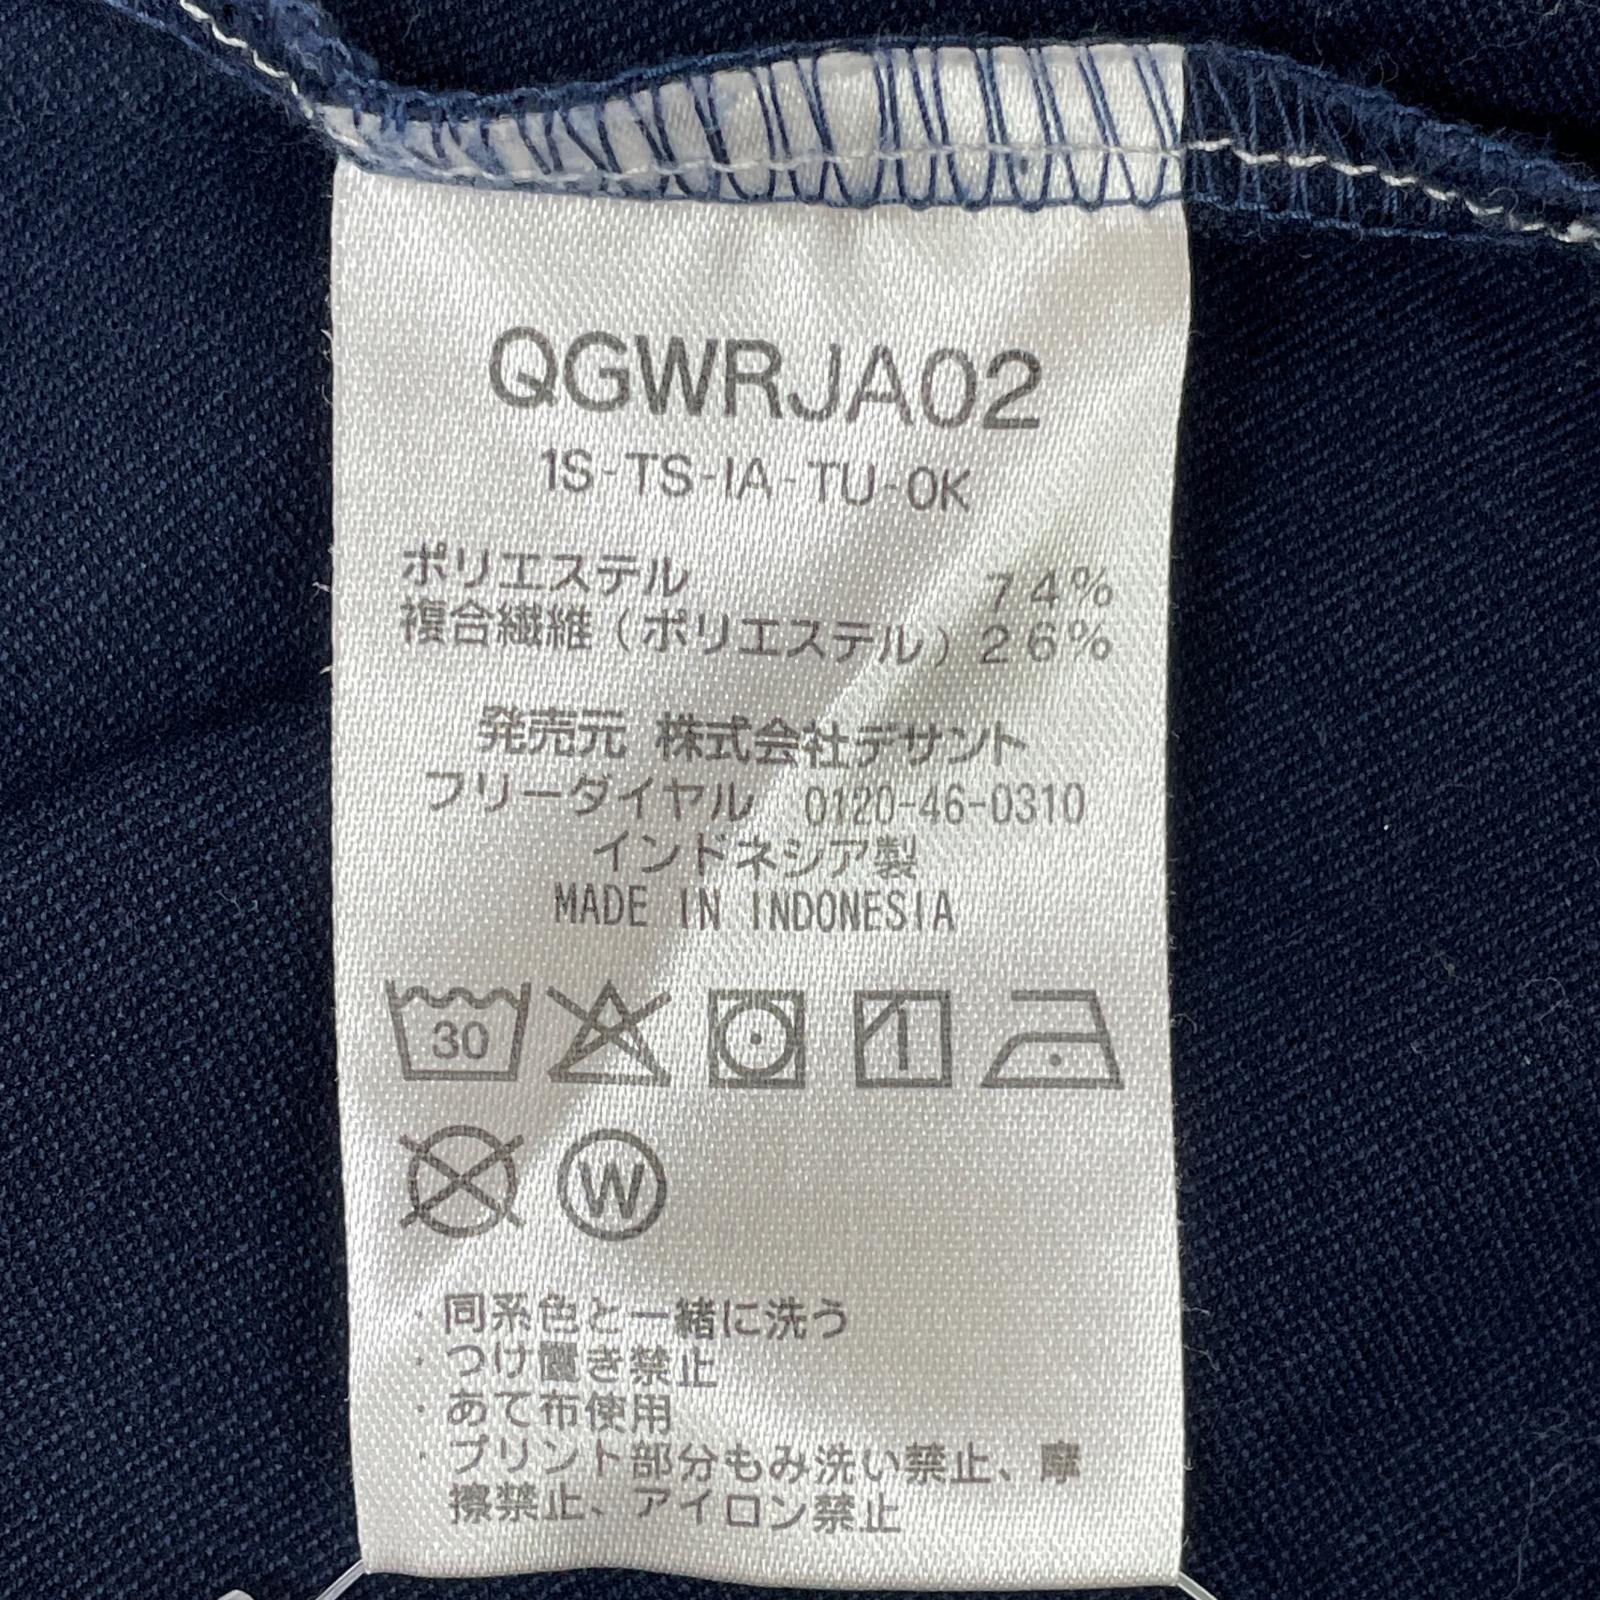 QGWRJA02
1S-TS-IA-TU-0K
ポリエステル 74%
複合繊維(ポリエステル)26%
発売元 株式会社デサント
フリーダイヤル 0120-46-0310
インドネシア製
MADE IN INDONESIA
30
W
・同系色と一緒に洗う
・つけ置き禁止
・あて布使用
・プリント部分もみ洗い禁止、摩
擦禁止、アイロン禁止